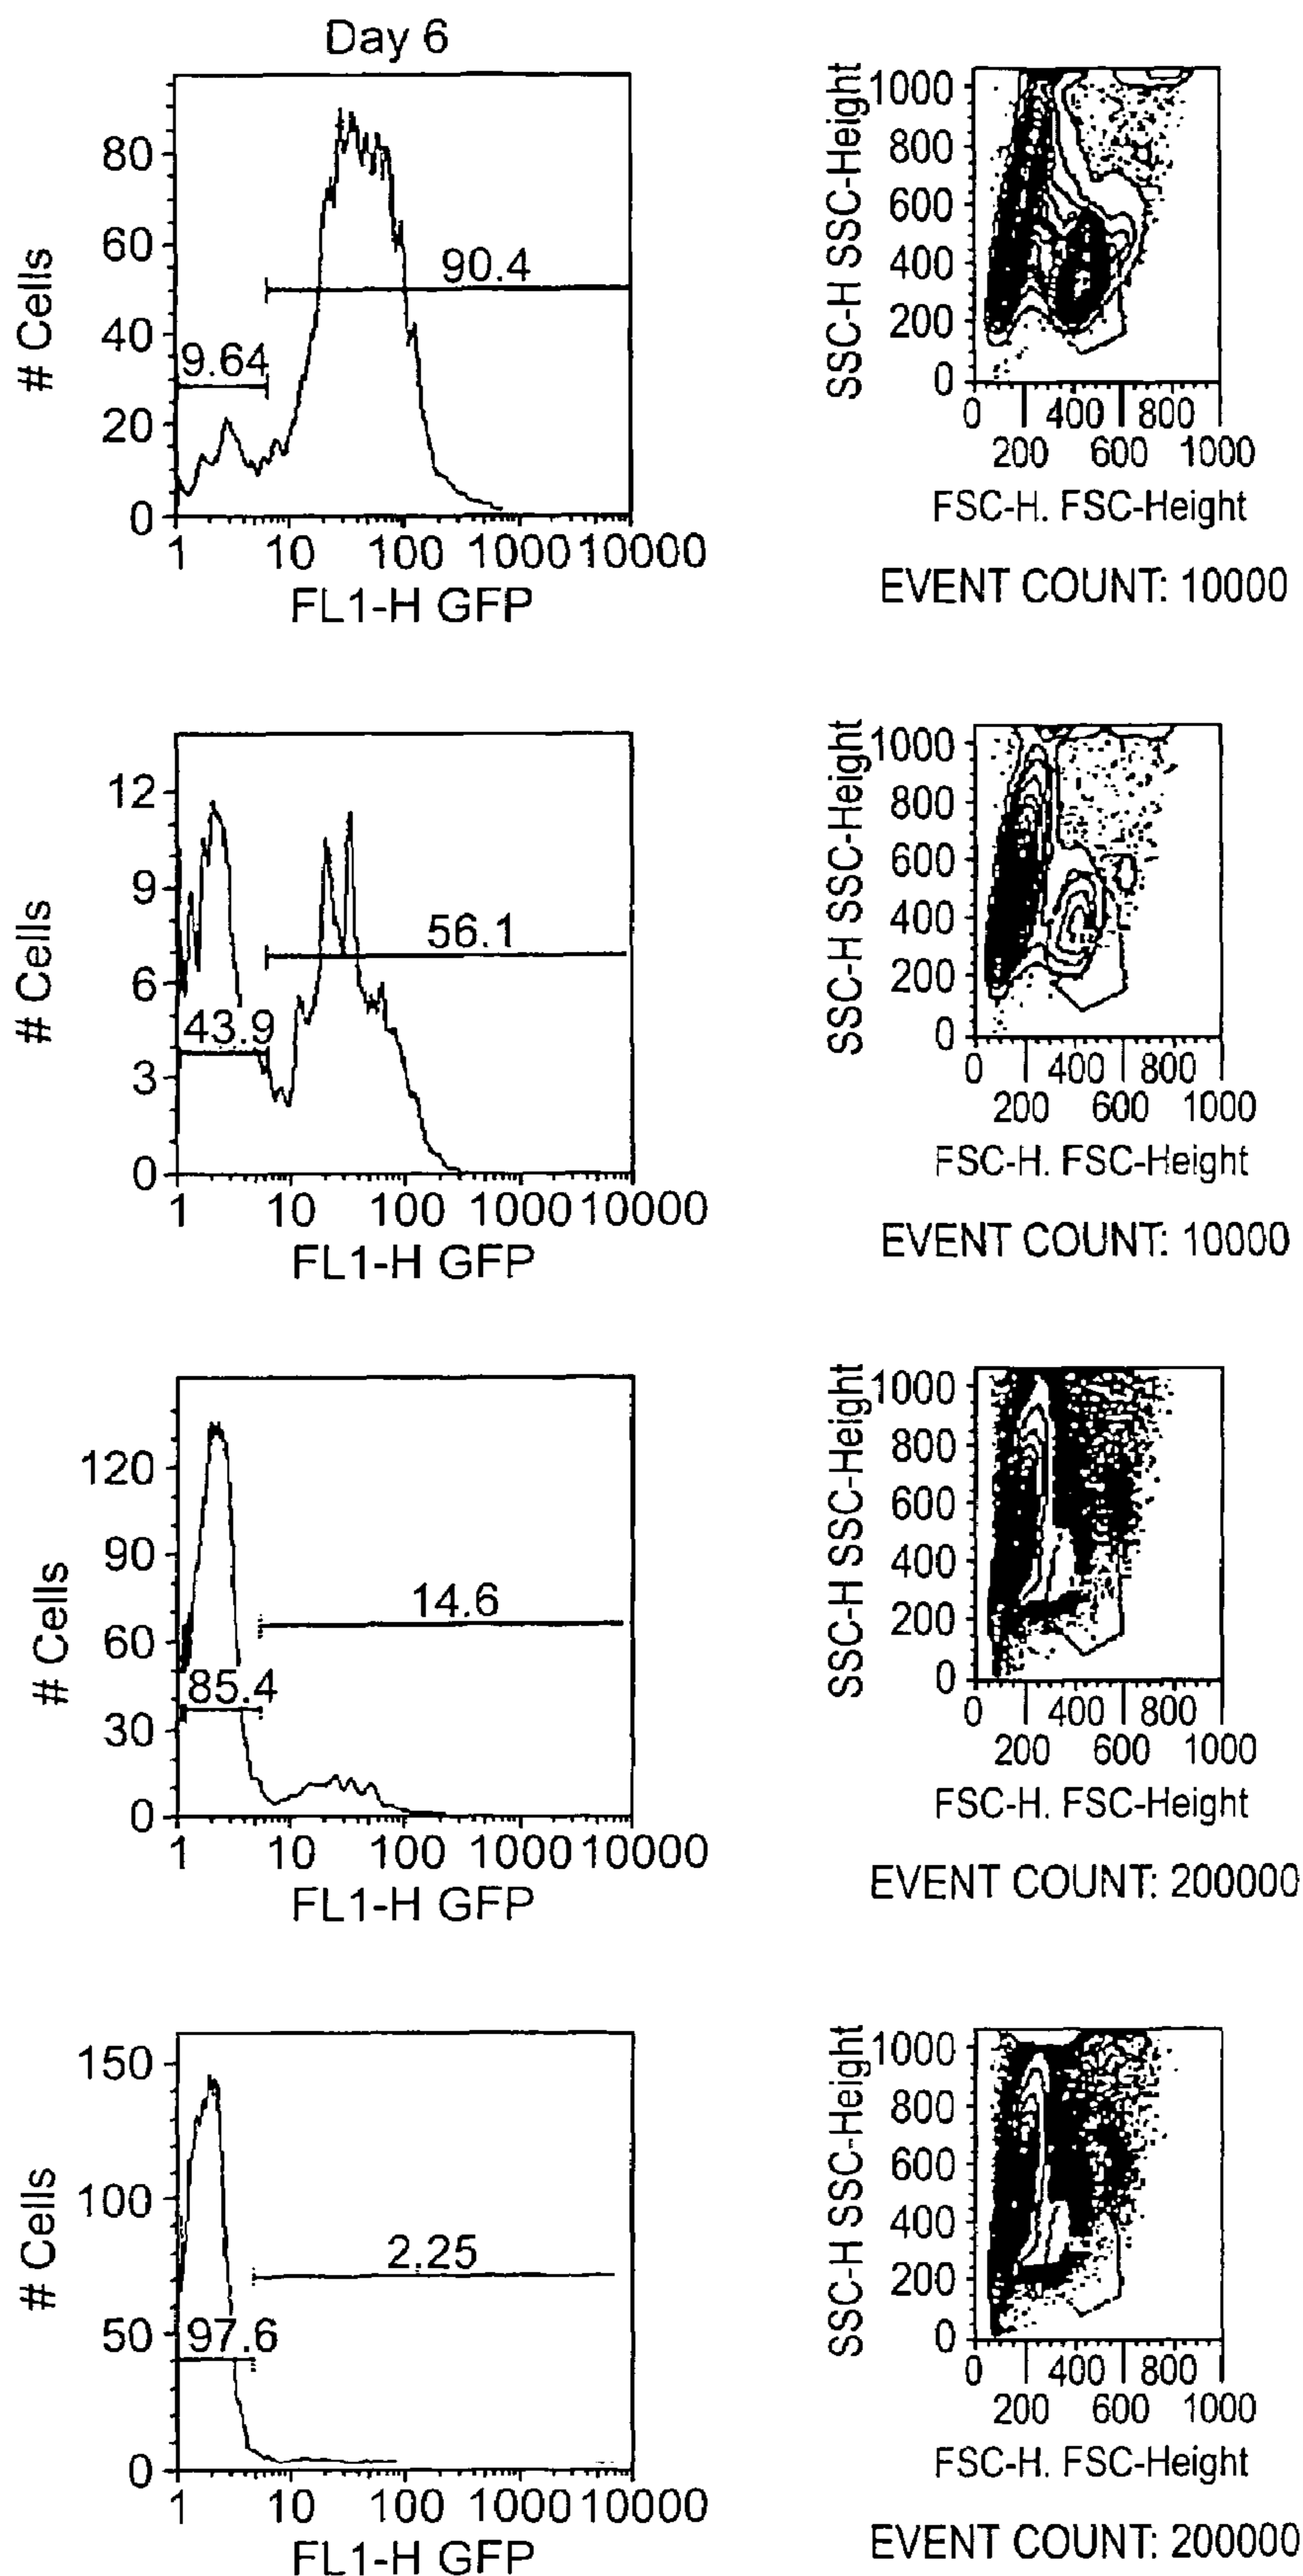 Day 6
# Cells
80
60
40
20
0
9.64
90.4
1 10 100 1000 10000
FL1-H GFP
SSC-H SSC-Height
1000
800
600
400
200
0
0 400 800
200 600 1000
FSC-H. FSC-Height
EVENT COUNT: 10000
# Cells
12
9
6
3
0
43.9
56.1
1 10 100 1000 10000
FL1-H GFP
SSC-H SSC-Height
1000
800
600
400
200
0
0 400 800
200 600 1000
FSC-H. FSC-Height
EVENT COUNT: 10000
# Cells
120
90
60
30
0
85.4
14.6
1 10 100 1000 10000
FL1-H GFP
SSC-H SSC-Height
1000
800
600
400
200
0
0 400 800
200 600 1000
FSC-H. FSC-Height
EVENT COUNT: 200000
# Cells
150
100
50
0
97.6
2.25
1 10 100 1000 10000
FL1-H GFP
SSC-H SSC-Height
1000
800
600
400
200
0
0 400 800
200 600 1000
FSC-H. FSC-Height
EVENT COUNT: 200000